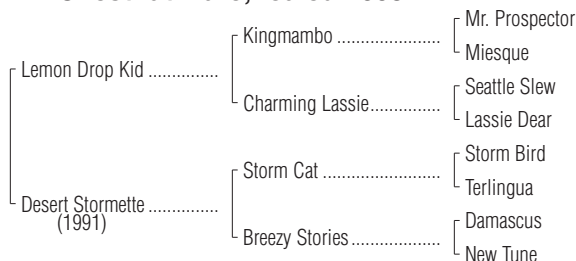 Mr. Prospector
Kingmambo ..................
Miesque
Lemon Drop Kid ..............
Seattle Slew
Charming Lassie................
Lassie Dear
Storm Bird
Storm Cat .....................
Terlingua
Desert Stormette ..............
(1991)
Damascus
Breezy Stories..................
New Tune